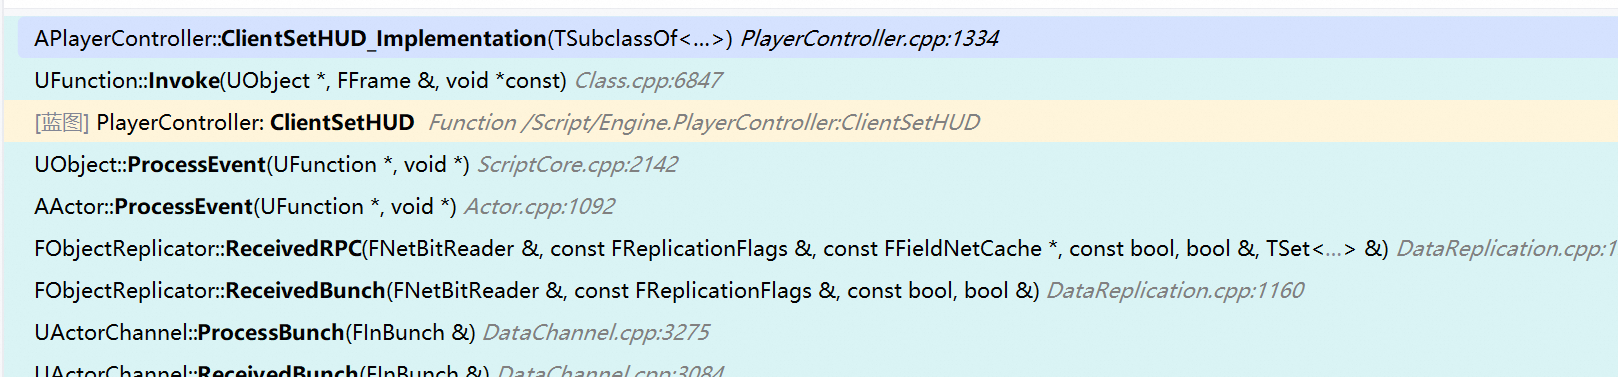 APlayerController::ClientSetHUD_Implementation(TSubclassOf<...>) PlayerController.cpp:1334
UFunction::Invoke(UObject *, FFrame &, void *const) Class.cpp:6847
[蓝图] PlayerController: ClientSetHUD Function /Script/Engine.PlayerController:ClientSetHUD
UObject::ProcessEvent(UFunction *, void *) ScriptCore.cpp:2142
AActor::ProcessEvent(UFunction *, void *) Actor.cpp:1092
FObjectReplicator::ReceivedRPC(FNetBitReader &, const FReplicationFlags &, const FFieldNetCache *, const bool, bool &, TSet<...> &) DataReplication.cpp:1
FObjectReplicator::ReceivedBunch(FNetBitReader &, const FReplicationFlags &, const bool, bool &) DataReplication.cpp:1160
UActorChannel::ProcessBunch(FInBunch &) DataChannel.cpp:3275
UActorChannel::ReceivedBunch(FInBunch &) DataChannel.cpp:3084